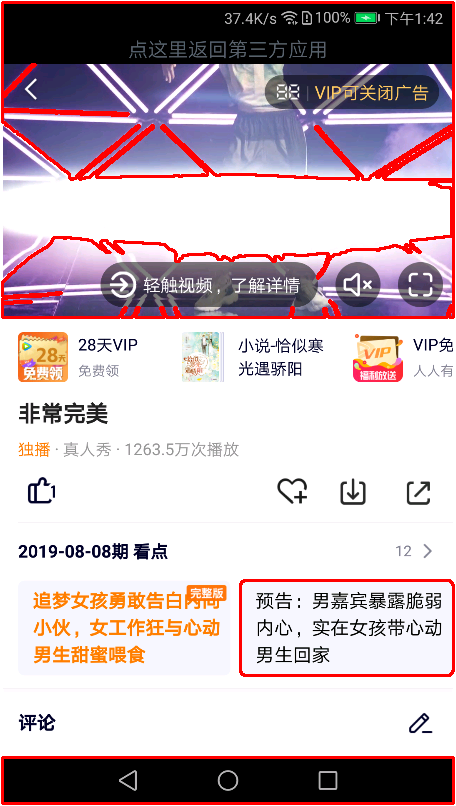 37.4K/s 100% 下午1:42
点这里返回第三方应用
VIP可关闭广告
轻触视频，了解详情
28天VIP
免费领
小说-恰似寒
光遇骄阳
VIP免
人人有
28天
免费领
VIP
福利放送
非常完美
独播 · 真人秀 · 1263.5万次播放
1
2019-08-08期 看点
12
完整版
追梦女孩勇敢告白内向
小伙，女工作狂与心动
男生甜蜜喂食
预告：男嘉宾暴露脆弱
内心，实在女孩带心动
男生回家
评论